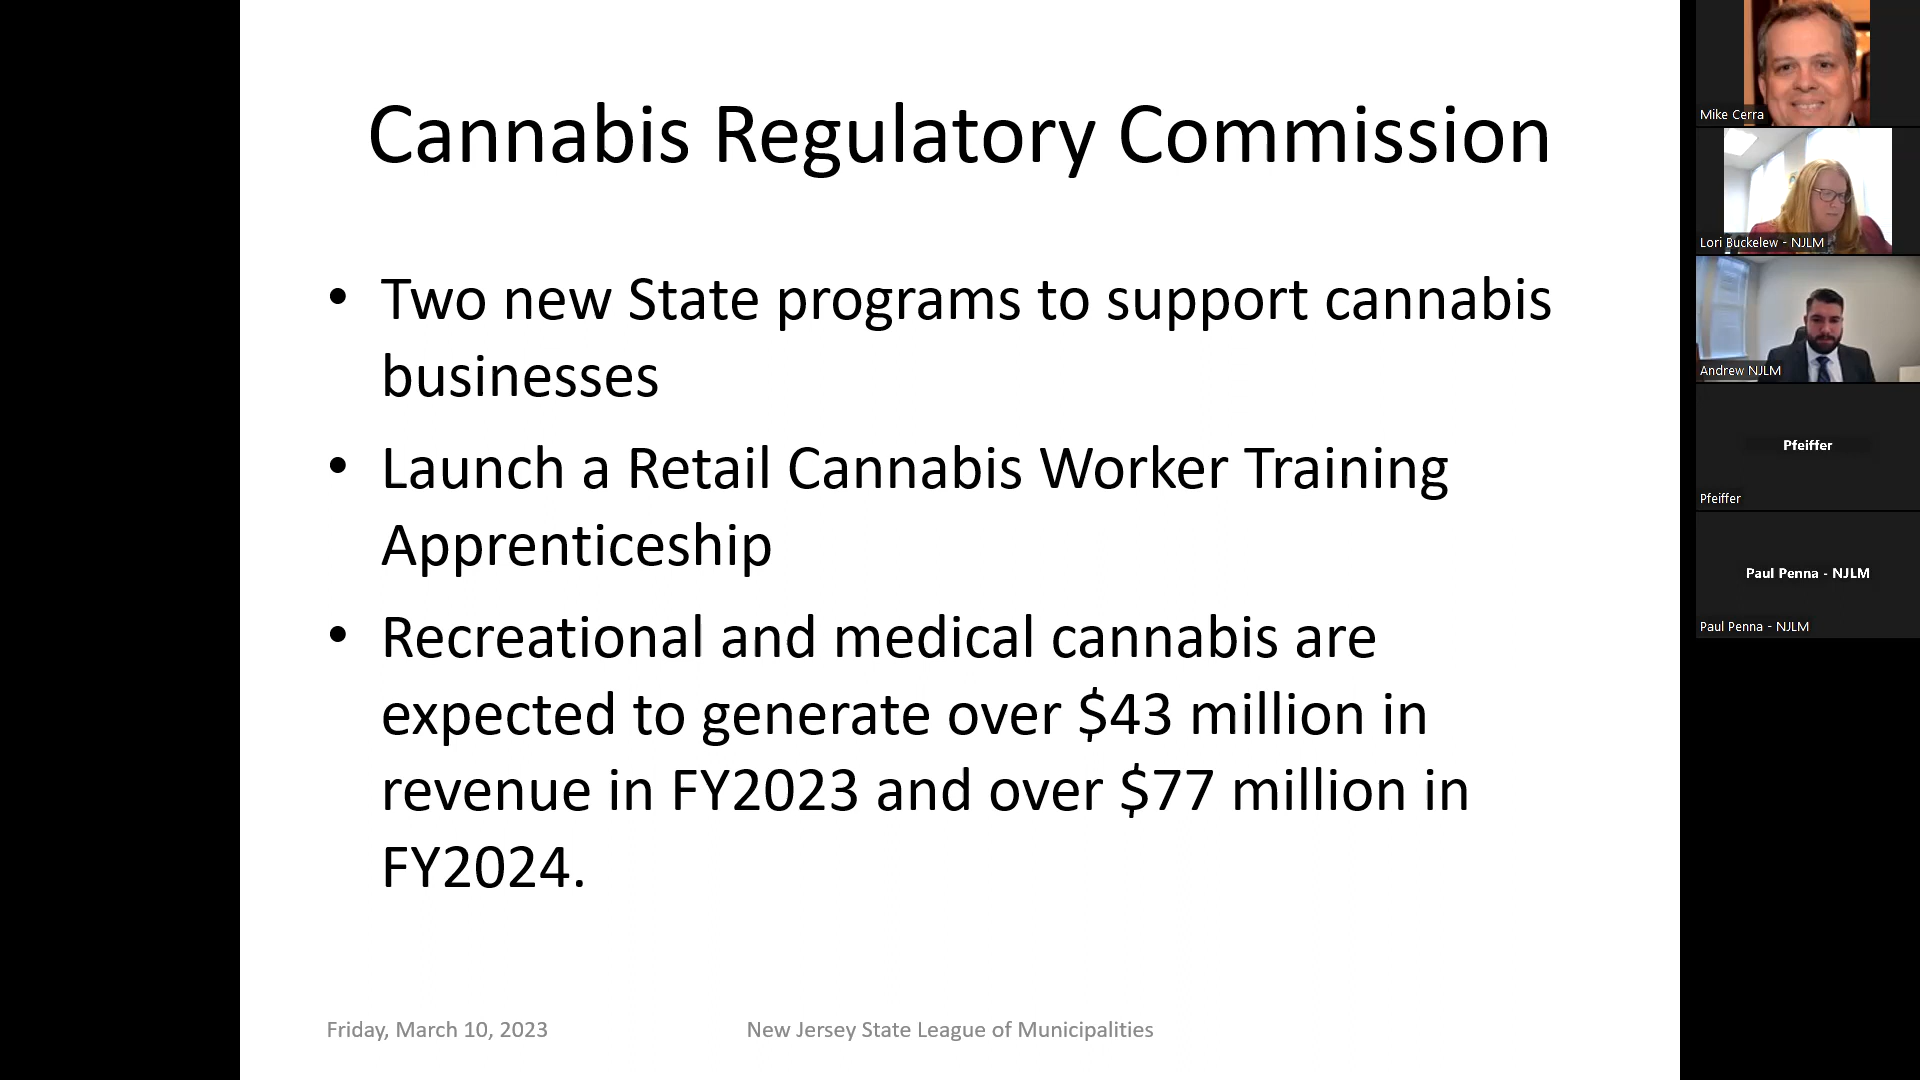 Cannabis Regulatory Commission
• Two new State programs to support cannabis
businesses
• Launch a Retail Cannabis Worker Training
Apprenticeship
• Recreational and medical cannabis are
expected to generate over $43 million in
revenue in FY2023 and over $77 million in
FY2024.
Friday, March 10, 2023
New Jersey State League of Municipalities
Mike Cerra
Lori Buckelew - NJLM
Andrew NJLM
Pfeiffer
Pfeiffer
Paul Penna - NJLM
Paul Penna - NJLM